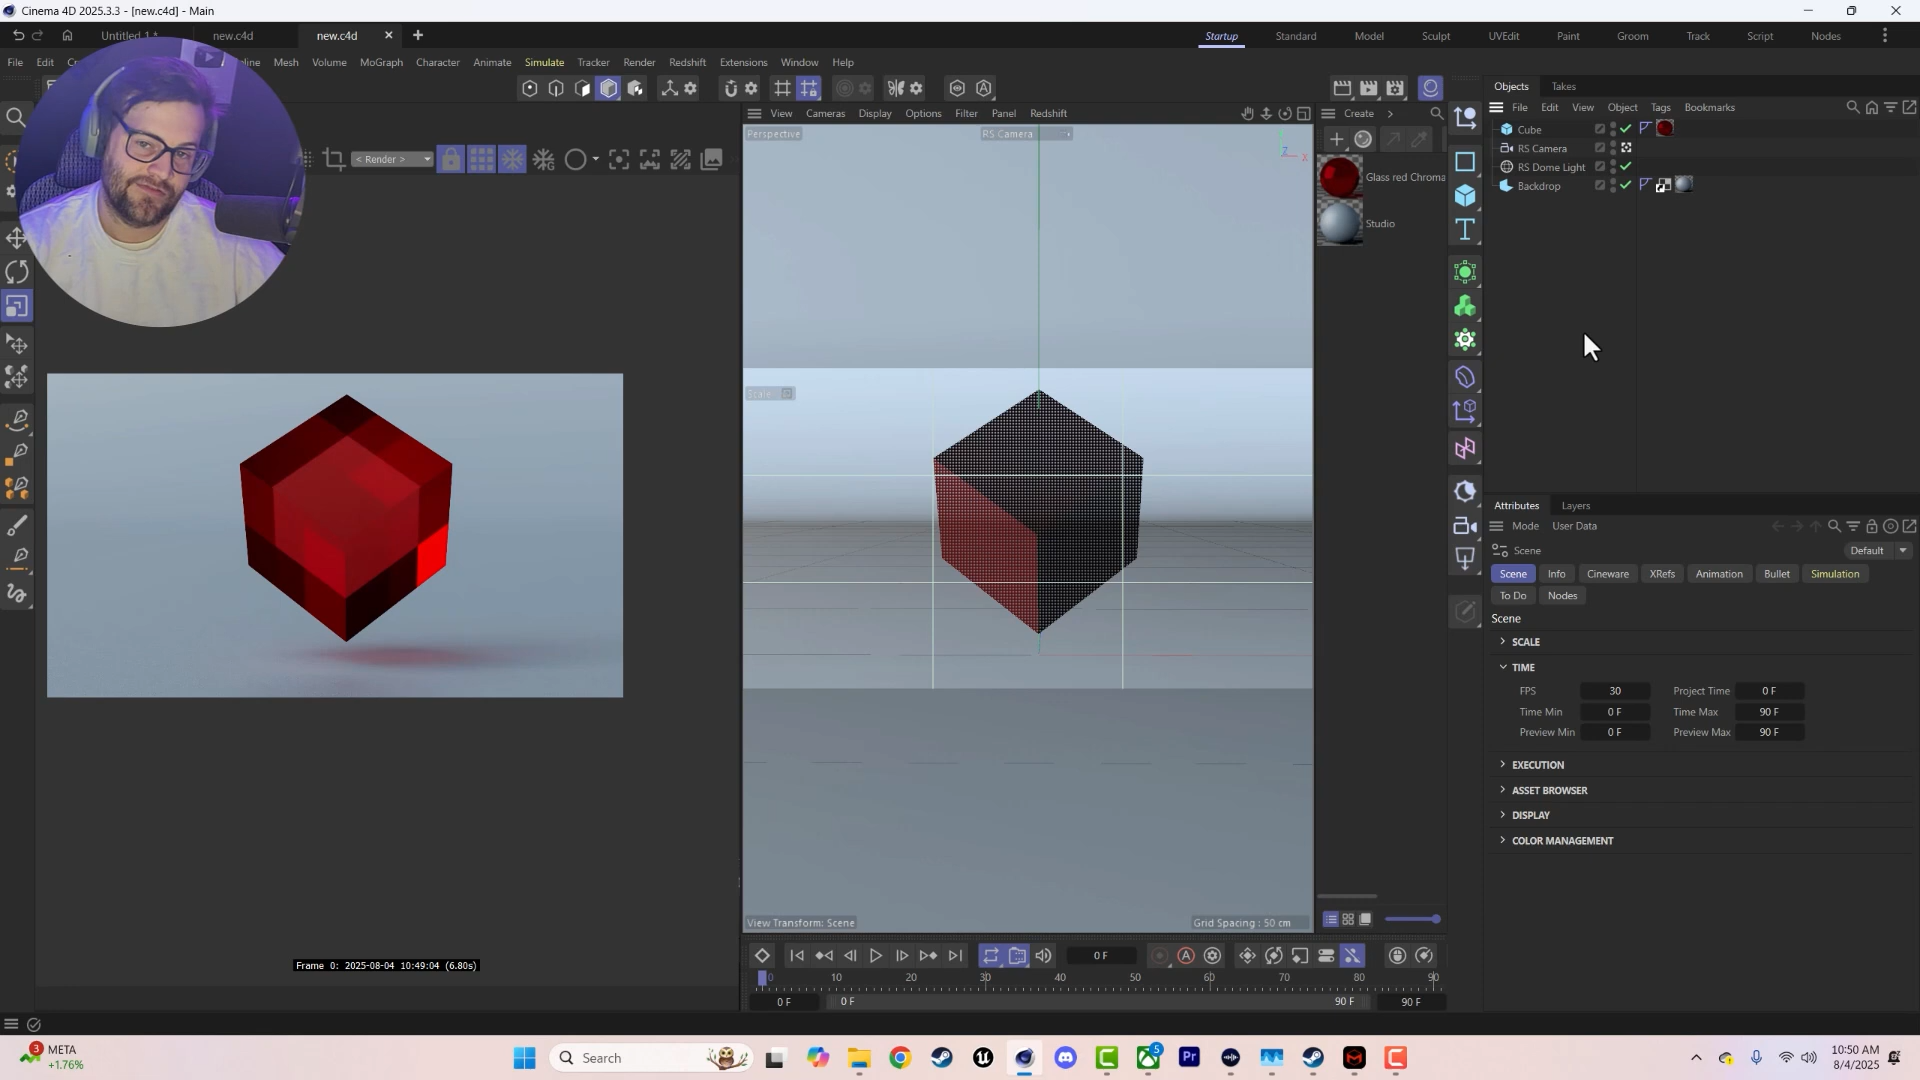 Cinema 4D 2025.3.3 - [new.c4d] - Main
Untitled 1 *
new.c4d
new.c4d
Startup
Standard
Model
Sculpt
UVEdit
Paint
Groom
Track
Script
Nodes
File Edit
Mesh Volume MoGraph Character Animate Simulate Tracker Render Redshift Extensions Window Help
Objects Takes
View Cameras Display Options Filter Panel Redshift
Create
File Edit View Object Tags Bookmarks
Perspective
RS Camera
X
Z
Cube
RS Camera
RS Dome Light
Backdrop
< Render >
Glass red Chroma
Studio
Scale
Attributes Layers
Mode User Data
Scene
Default
Scene Info Cineware XRefs Animation Bullet Simulation
To Do Nodes
Scene
SCALE
TIME
FPS 30 Project Time 0 F
Time Min 0 F Time Max 90 F
Preview Min 0 F Preview Max 90 F
EXECUTION
ASSET BROWSER
DISPLAY
COLOR MANAGEMENT
View Transform: Scene
Grid Spacing : 50 cm
Frame 0: 2025-08-04 10:49:04 (6.80s)
0 F
0 10 20 30 40 50 60 70 80 90
0 F 0 F 90 F 90 F
3
META
+1.76%
Search
5
Pr
10:50 AM
8/4/2025